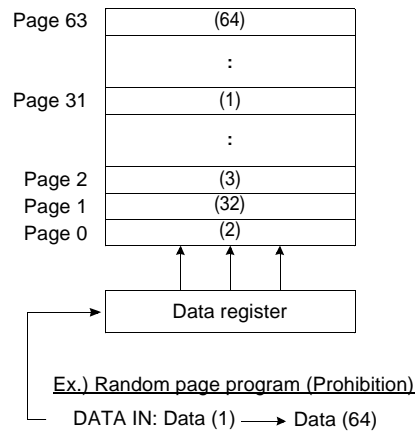 Page 63 (64)
:
Page 31 (1)
:
Page 2 (3)
Page 1 (32)
Page 0 (2)
Data register
Ex.) Random page program (Prohibition)
DATA IN: Data (1) Data (64)